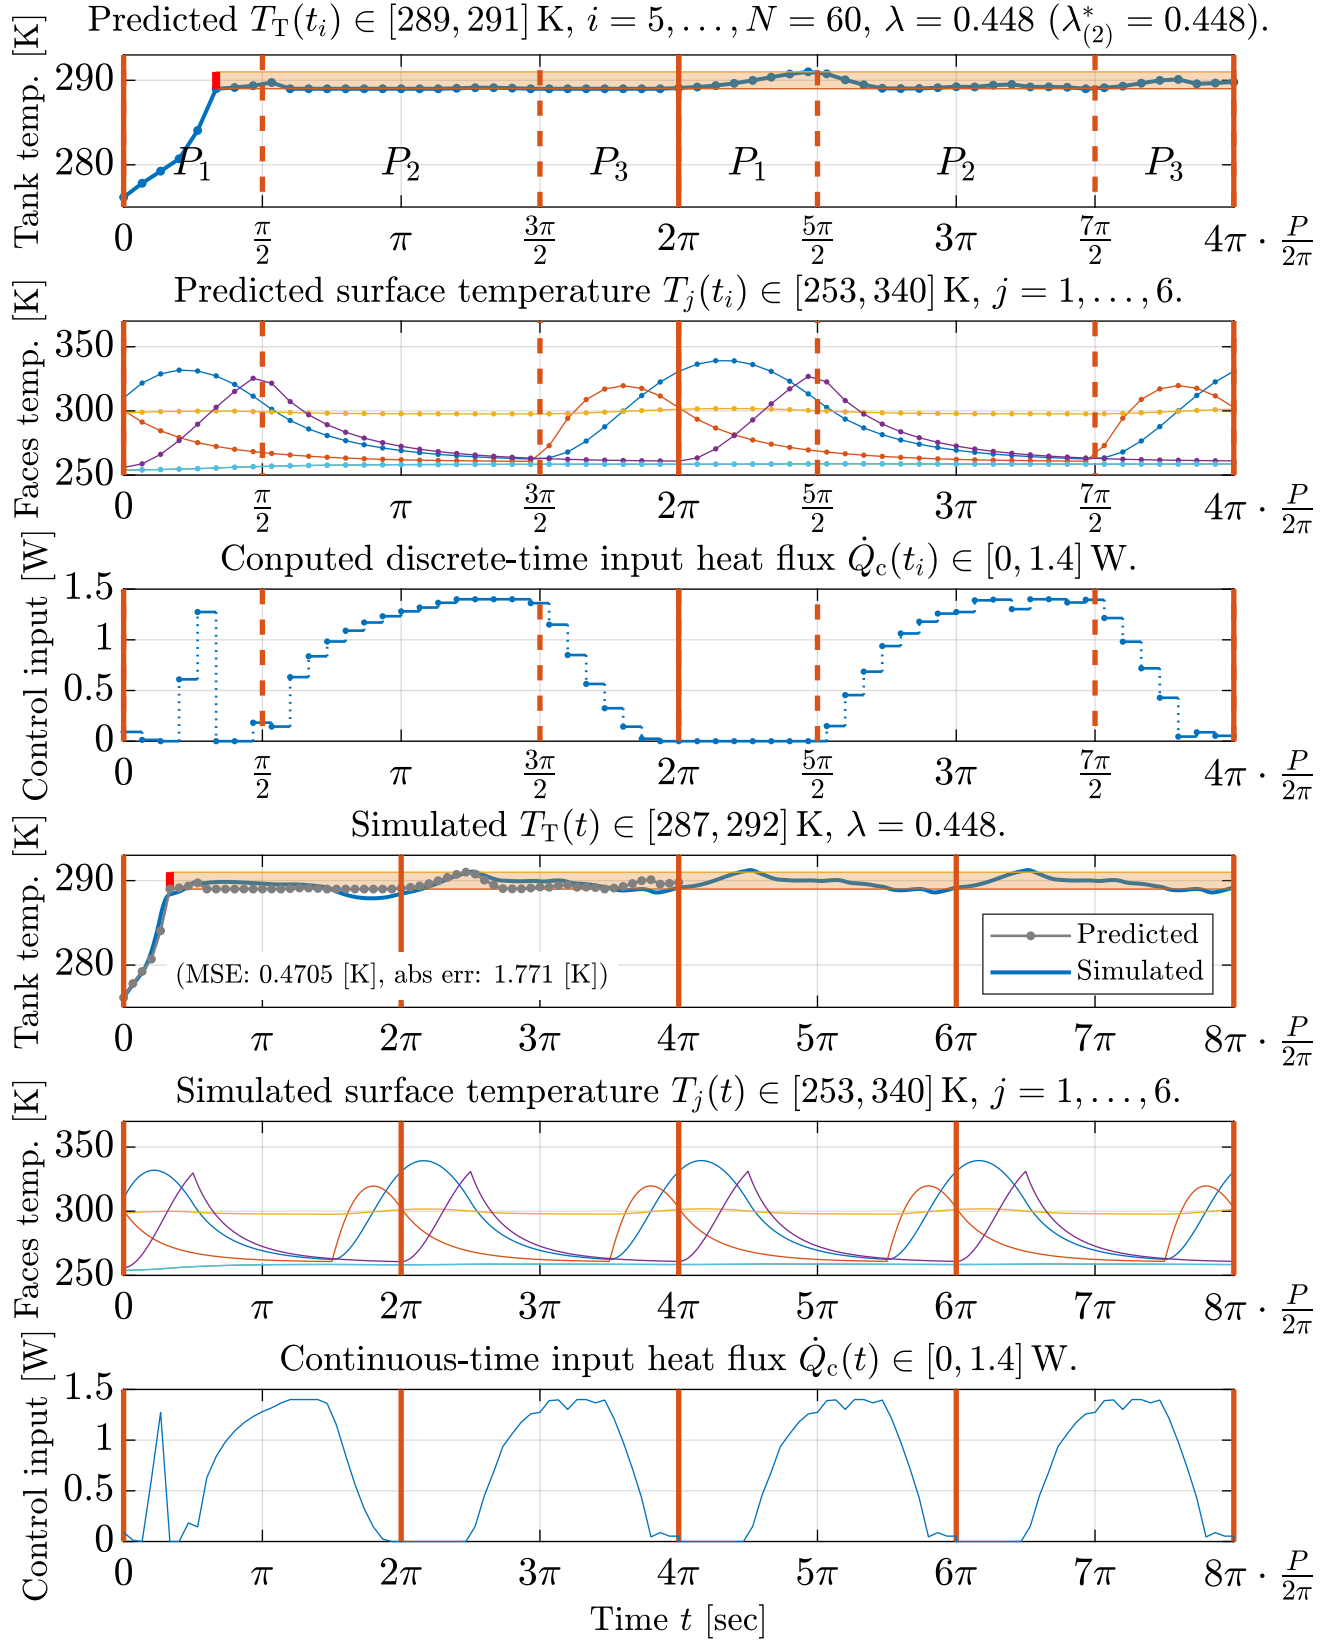 Predicted T_T(t_i) ∈ [289, 291] K, i = 5, . . . , N = 60, λ = 0.448 (λ*_(2) = 0.448).
Tank temp. [K]
290
280
P_1 P_2 P_3 P_1 P_2 P_3
0 π/2 π 3π/2 2π 5π/2 3π 7π/2 4π · P/2π
Predicted surface temperature T_j(t_i) ∈ [253, 340] K, j = 1, . . . , 6.
Faces temp. [K]
350
300
250
0 π/2 π 3π/2 2π 5π/2 3π 7π/2 4π · P/2π
Conputed discrete-time input heat flux Q̇_c(t_i) ∈ [0, 1.4] W.
Control input [W]
1.5
1
0.5
0
0 π/2 π 3π/2 2π 5π/2 3π 7π/2 4π · P/2π
Simulated T_T(t) ∈ [287, 292] K, λ = 0.448.
Tank temp. [K]
290
280
Predicted
Simulated
(MSE: 0.4705 [K], abs err: 1.771 [K])
0 π 2π 3π 4π 5π 6π 7π 8π · P/2π
Simulated surface temperature T_j(t) ∈ [253, 340] K, j = 1, . . . , 6.
Faces temp. [K]
350
300
250
0 π 2π 3π 4π 5π 6π 7π 8π · P/2π
Continuous-time input heat flux Q̇_c(t) ∈ [0, 1.4] W.
Control input [W]
1.5
1
0.5
0
0 π 2π 3π 4π 5π 6π 7π 8π · P/2π
Time t [sec]